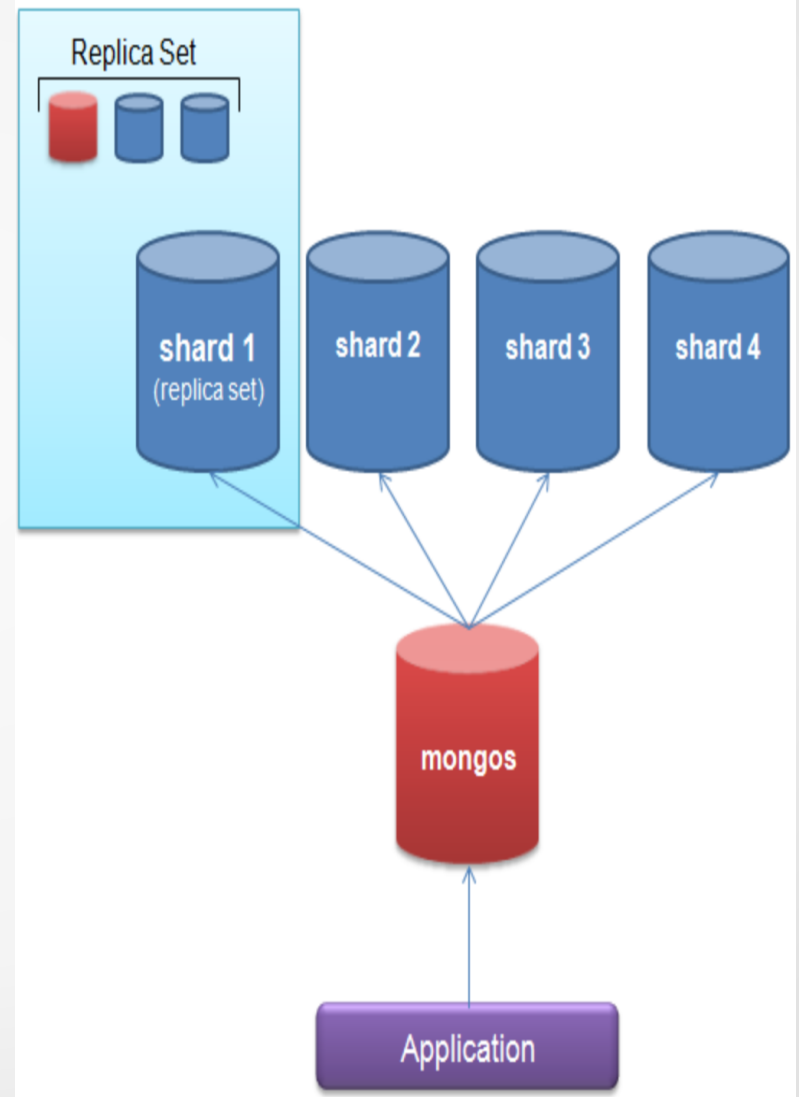 Replica Set
shard 1
(replica set)
shard 2
shard 3
shard 4
mongos
Application